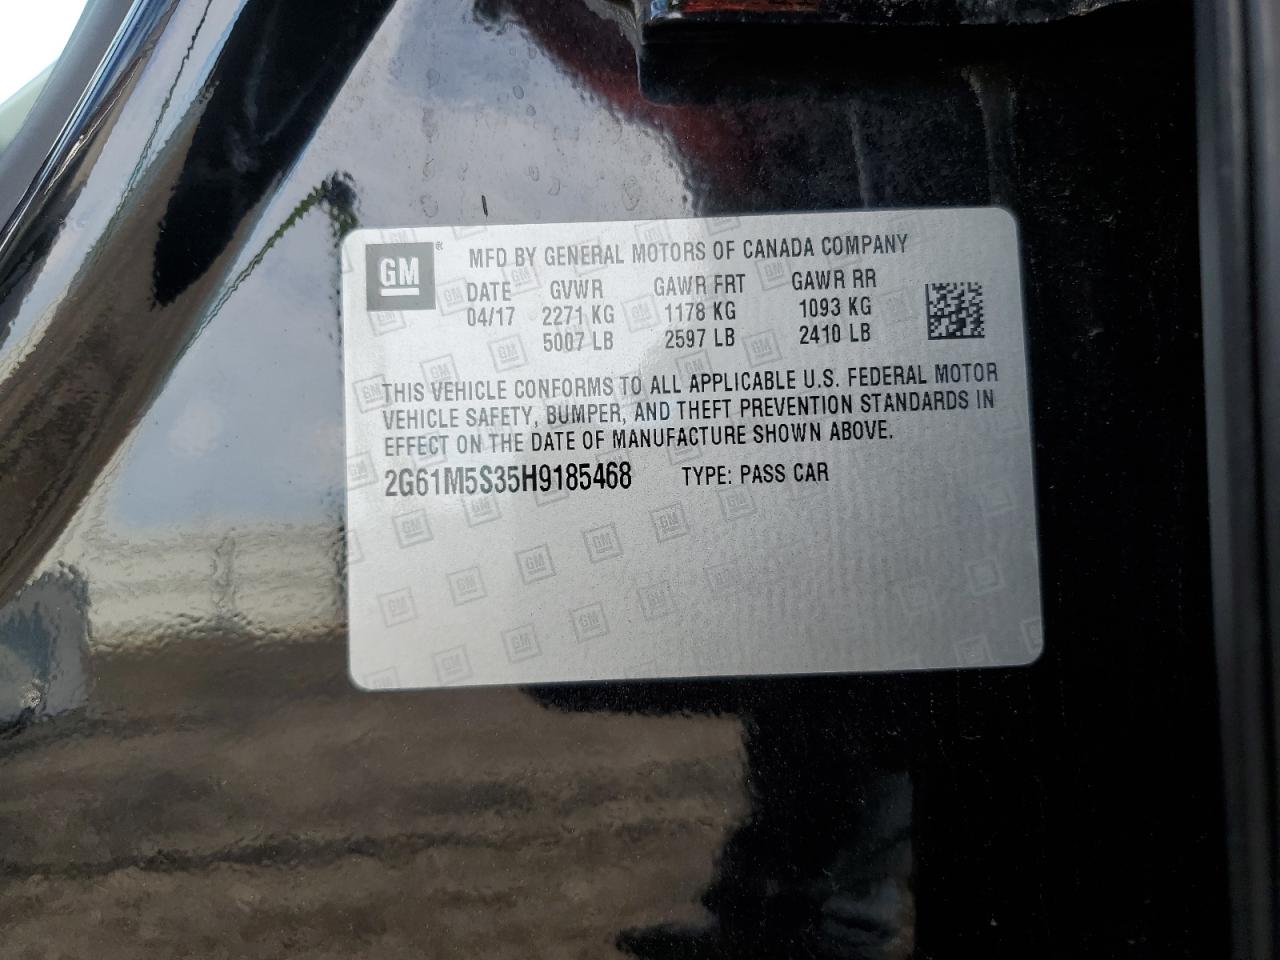 GM ® MFD BY GENERAL MOTORS OF CANADA COMPANY
DATE GVWR GAWR FRT GAWR RR
04/17 2271 KG 1178 KG 1093 KG
5007 LB 2597 LB 2410 LB
THIS VEHICLE CONFORMS TO ALL APPLICABLE U.S. FEDERAL MOTOR
VEHICLE SAFETY, BUMPER, AND THEFT PREVENTION STANDARDS IN
EFFECT ON THE DATE OF MANUFACTURE SHOWN ABOVE.
2G61M5S35H9185468 TYPE: PASS CAR